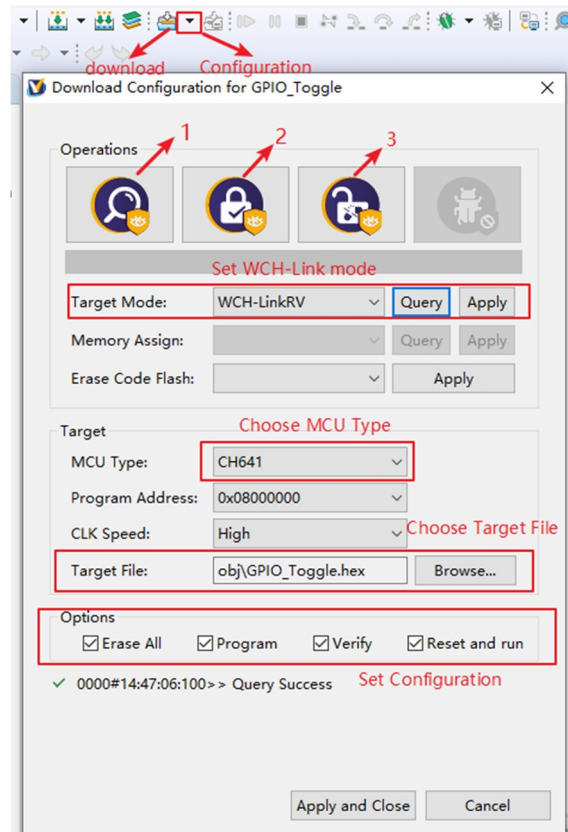 download
Configuration
Download Configuration for GPIO_Toggle
Operations
1
2
3
Set WCH-Link mode
Target Mode: WCH-LinkRV Query Apply
Memory Assign: Query Apply
Erase Code Flash: Apply
Target
Choose MCU Type
MCU Type: CH641
Program Address: 0x08000000
CLK Speed: High
Choose Target File
Target File: obj\GPIO_Toggle.hex Browse...
Options
Erase All Program Verify Reset and run
0000#14:47:06:100>> Query Success
Set Configuration
Apply and Close Cancel